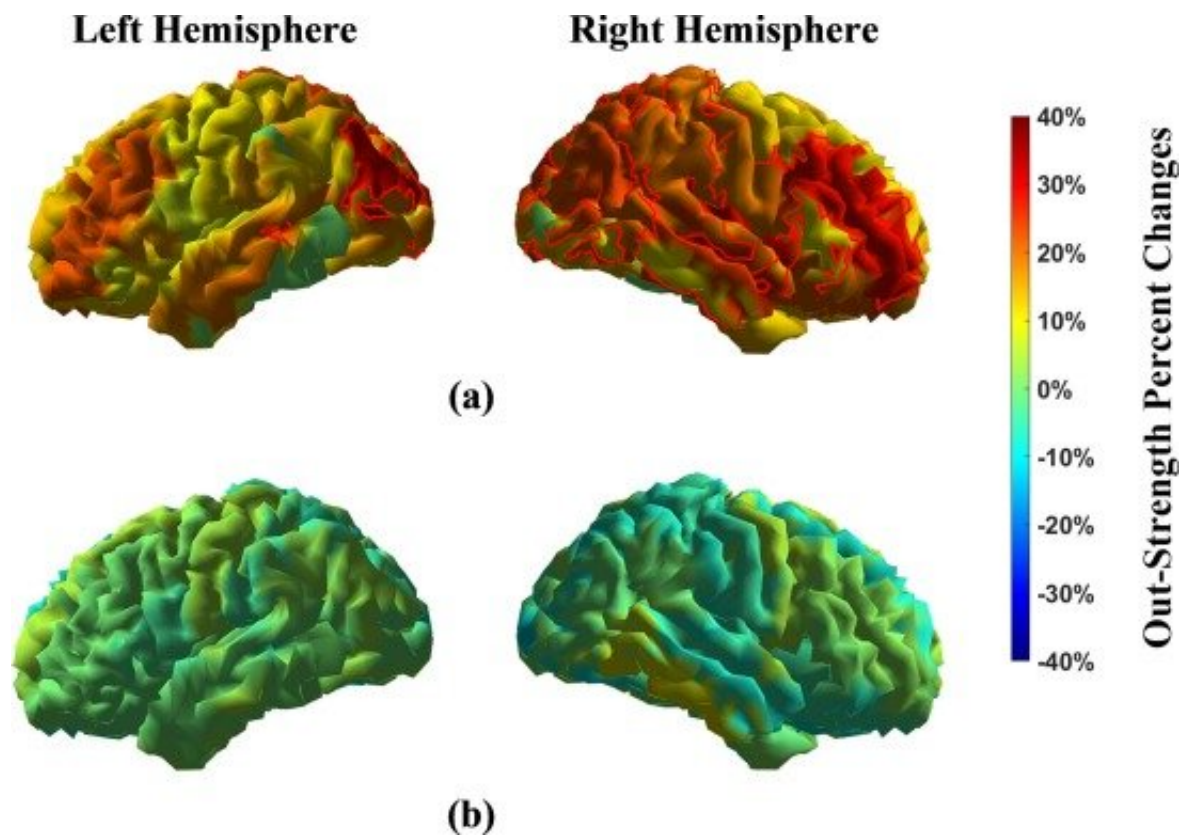 Left Hemisphere
Right Hemisphere
40%
30%
20%
10%
0%
-10%
-20%
-30%
-40%
Out-Strength Percent Changes
(a)
(b)